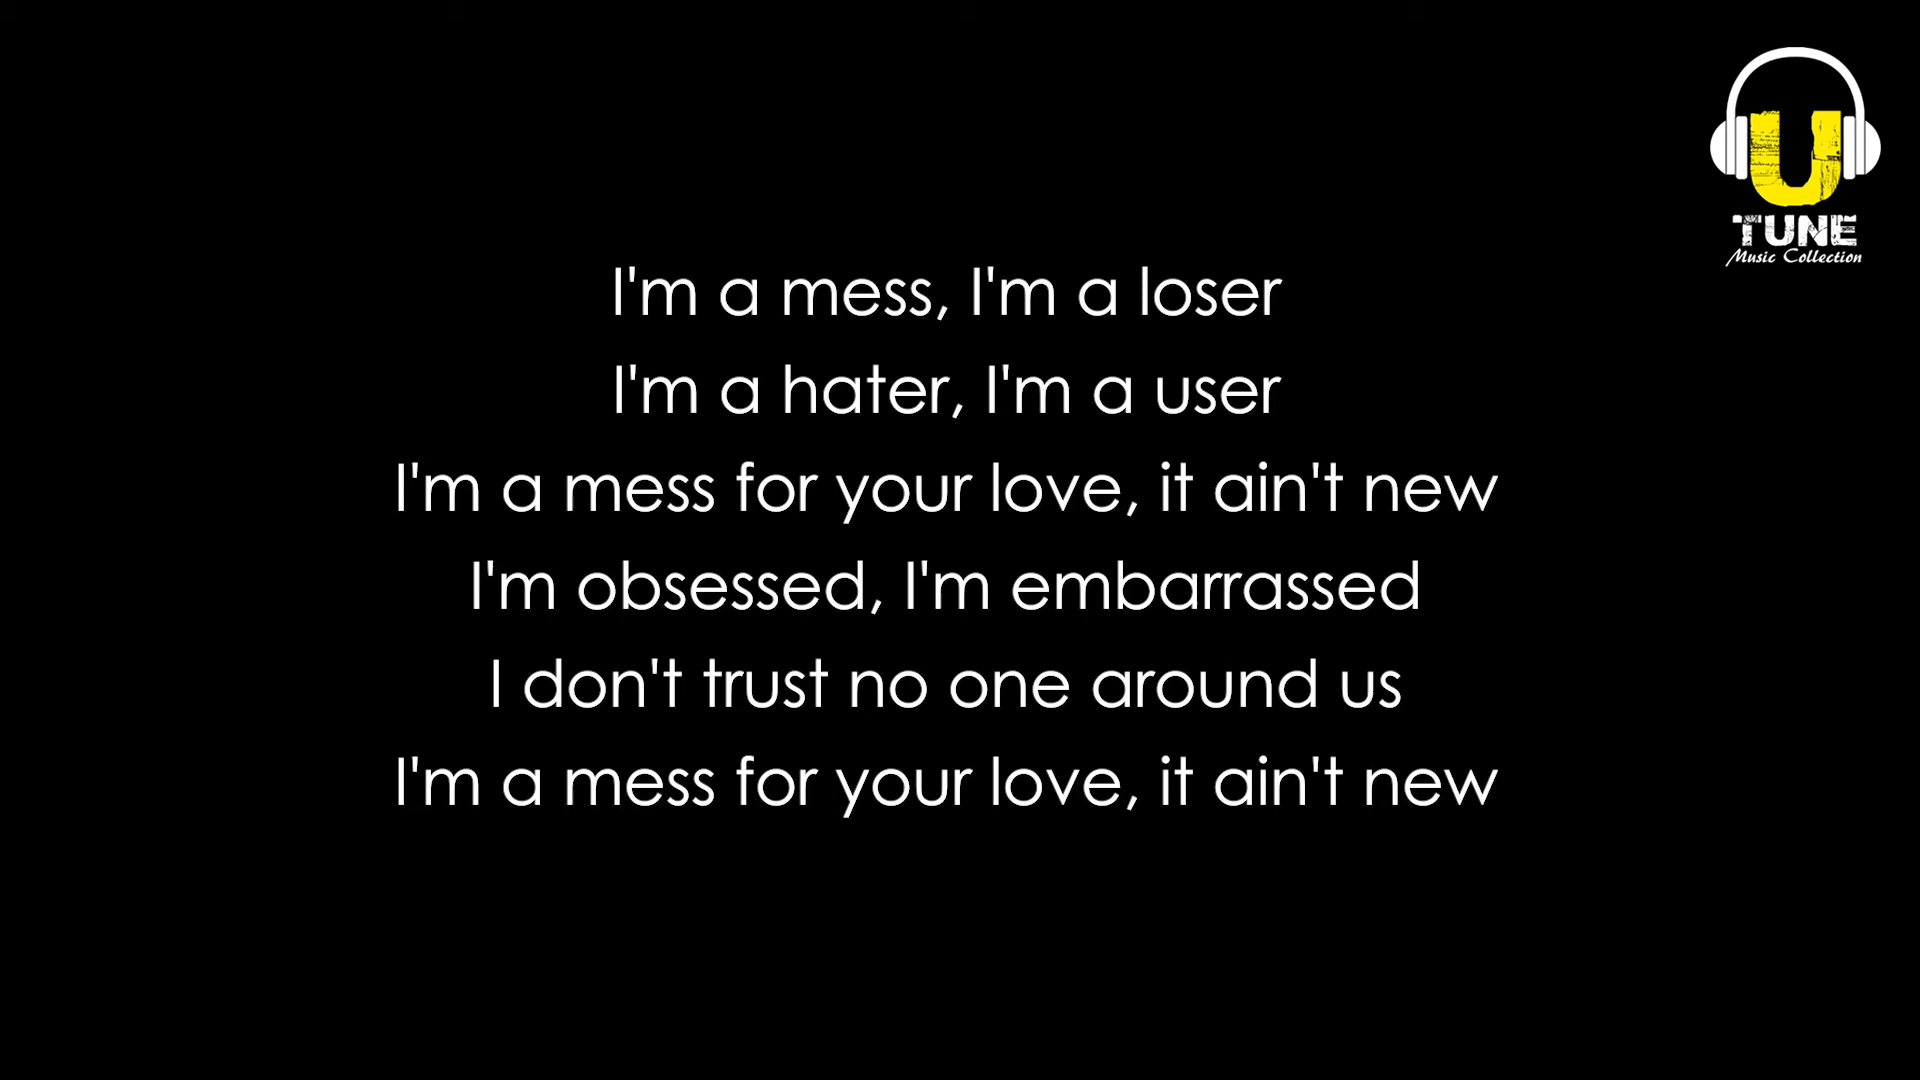 U
TUNE
Music Collection
I'm a mess, I'm a loser
I'm a hater, I'm a user
I'm a mess for your love, it ain't new
I'm obsessed, I'm embarrassed
I don't trust no one around us
I'm a mess for your love, it ain't new